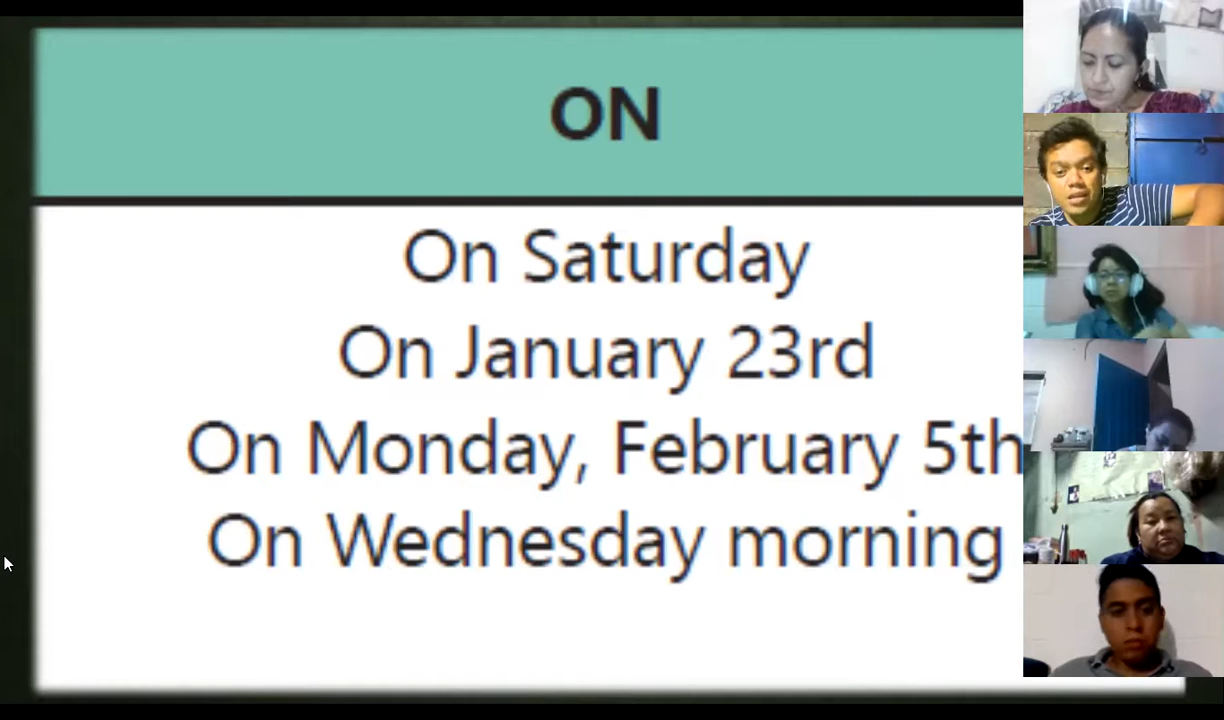 ON
On Saturday
On January 23rd
On Monday, February 5th
On Wednesday morning